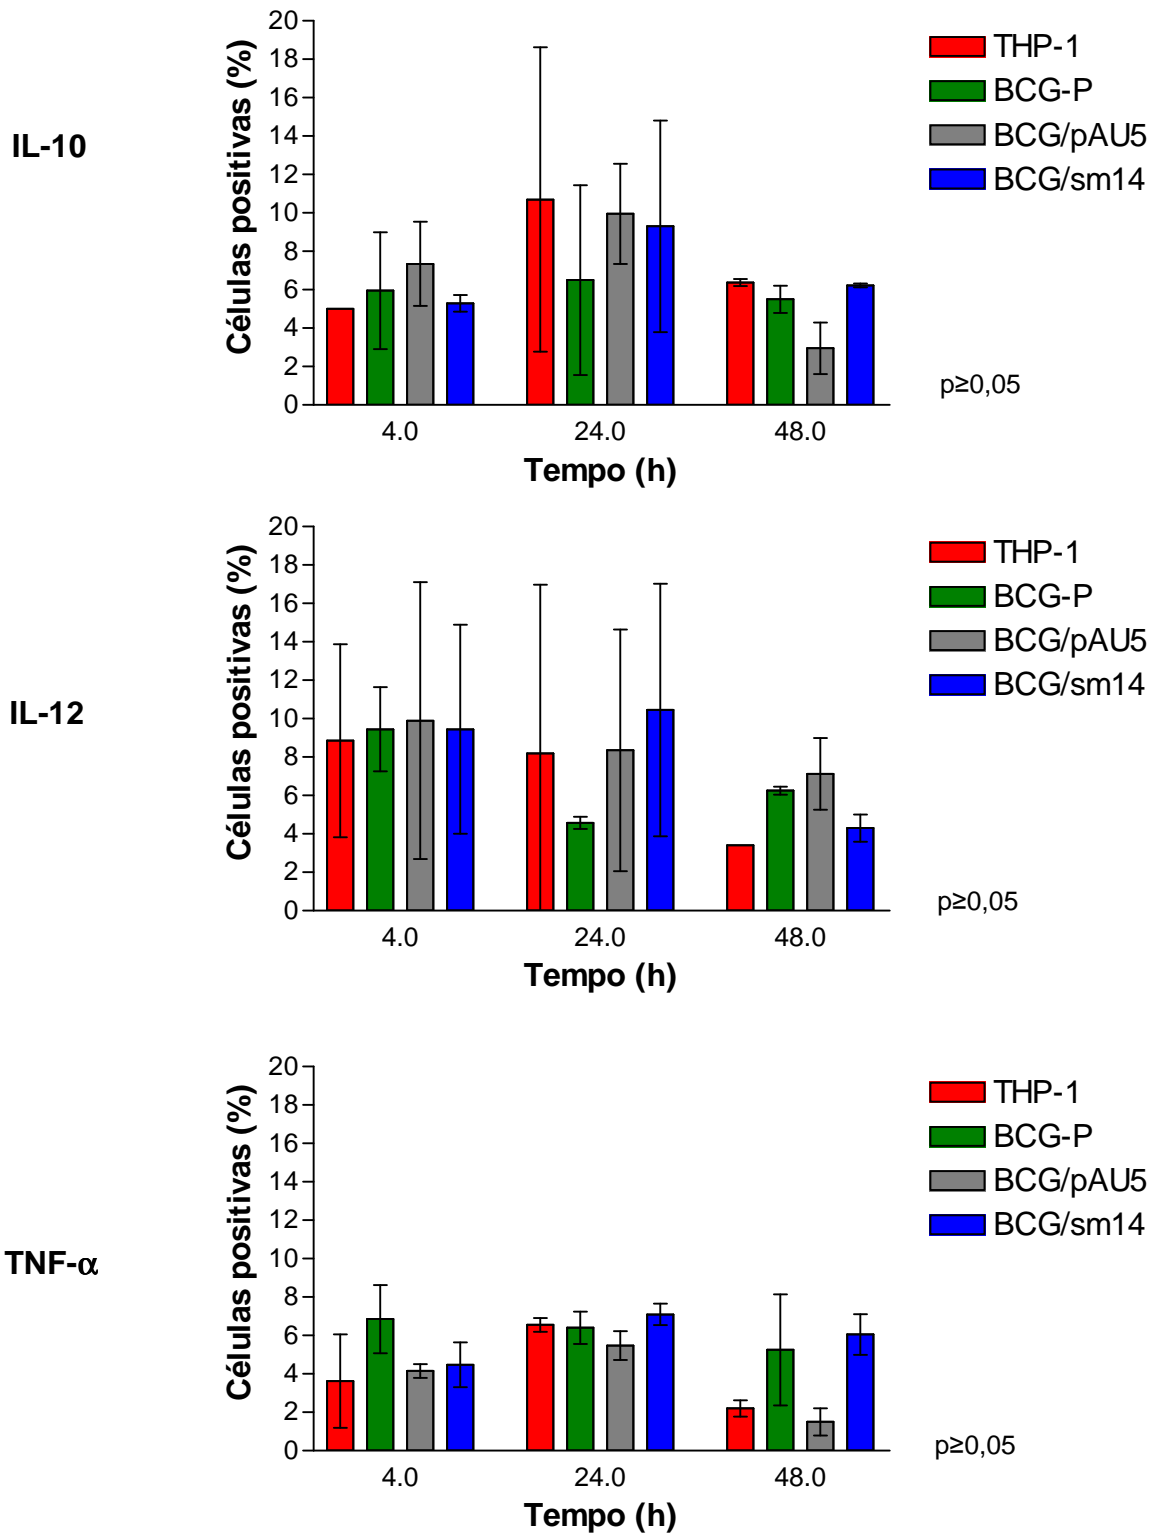 IL-10
Células positivas (%)
20
18
16
14
12
10
8
6
4
2
0
4.0
24.0
48.0
Tempo (h)
THP-1
BCG-P
BCG/pAU5
BCG/sm14
p≥0,05
IL-12
Células positivas (%)
20
18
16
14
12
10
8
6
4
2
0
4.0
24.0
48.0
Tempo (h)
THP-1
BCG-P
BCG/pAU5
BCG/sm14
p≥0,05
TNF-α
Células positivas (%)
20
18
16
14
12
10
8
6
4
2
0
4.0
24.0
48.0
Tempo (h)
THP-1
BCG-P
BCG/pAU5
BCG/sm14
p≥0,05